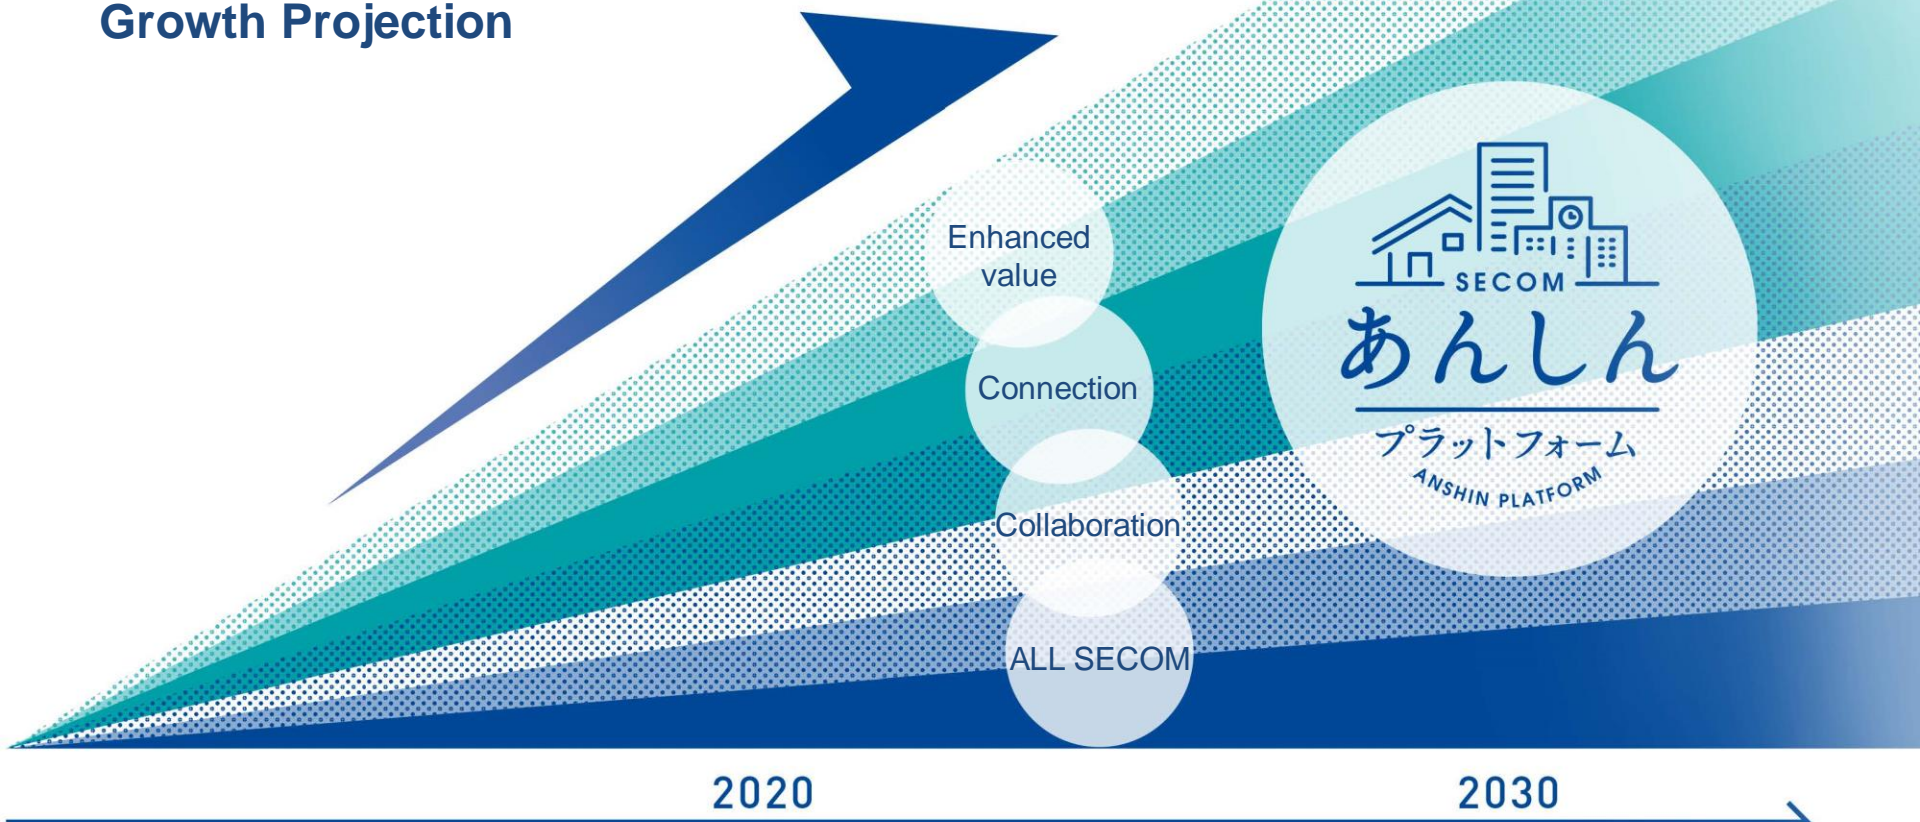 Growth Projection
Enhanced
value
Connection
Collaboration
ALL SECOM
SECOM
あんしん
プラットフォーム
ANSHIN PLATFORM
2020
2030